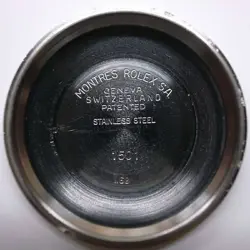 MONTRES ROLEX S.A.
GENEVA
SWITZERLAND
PATENTED
STAINLESS STEEL
1501